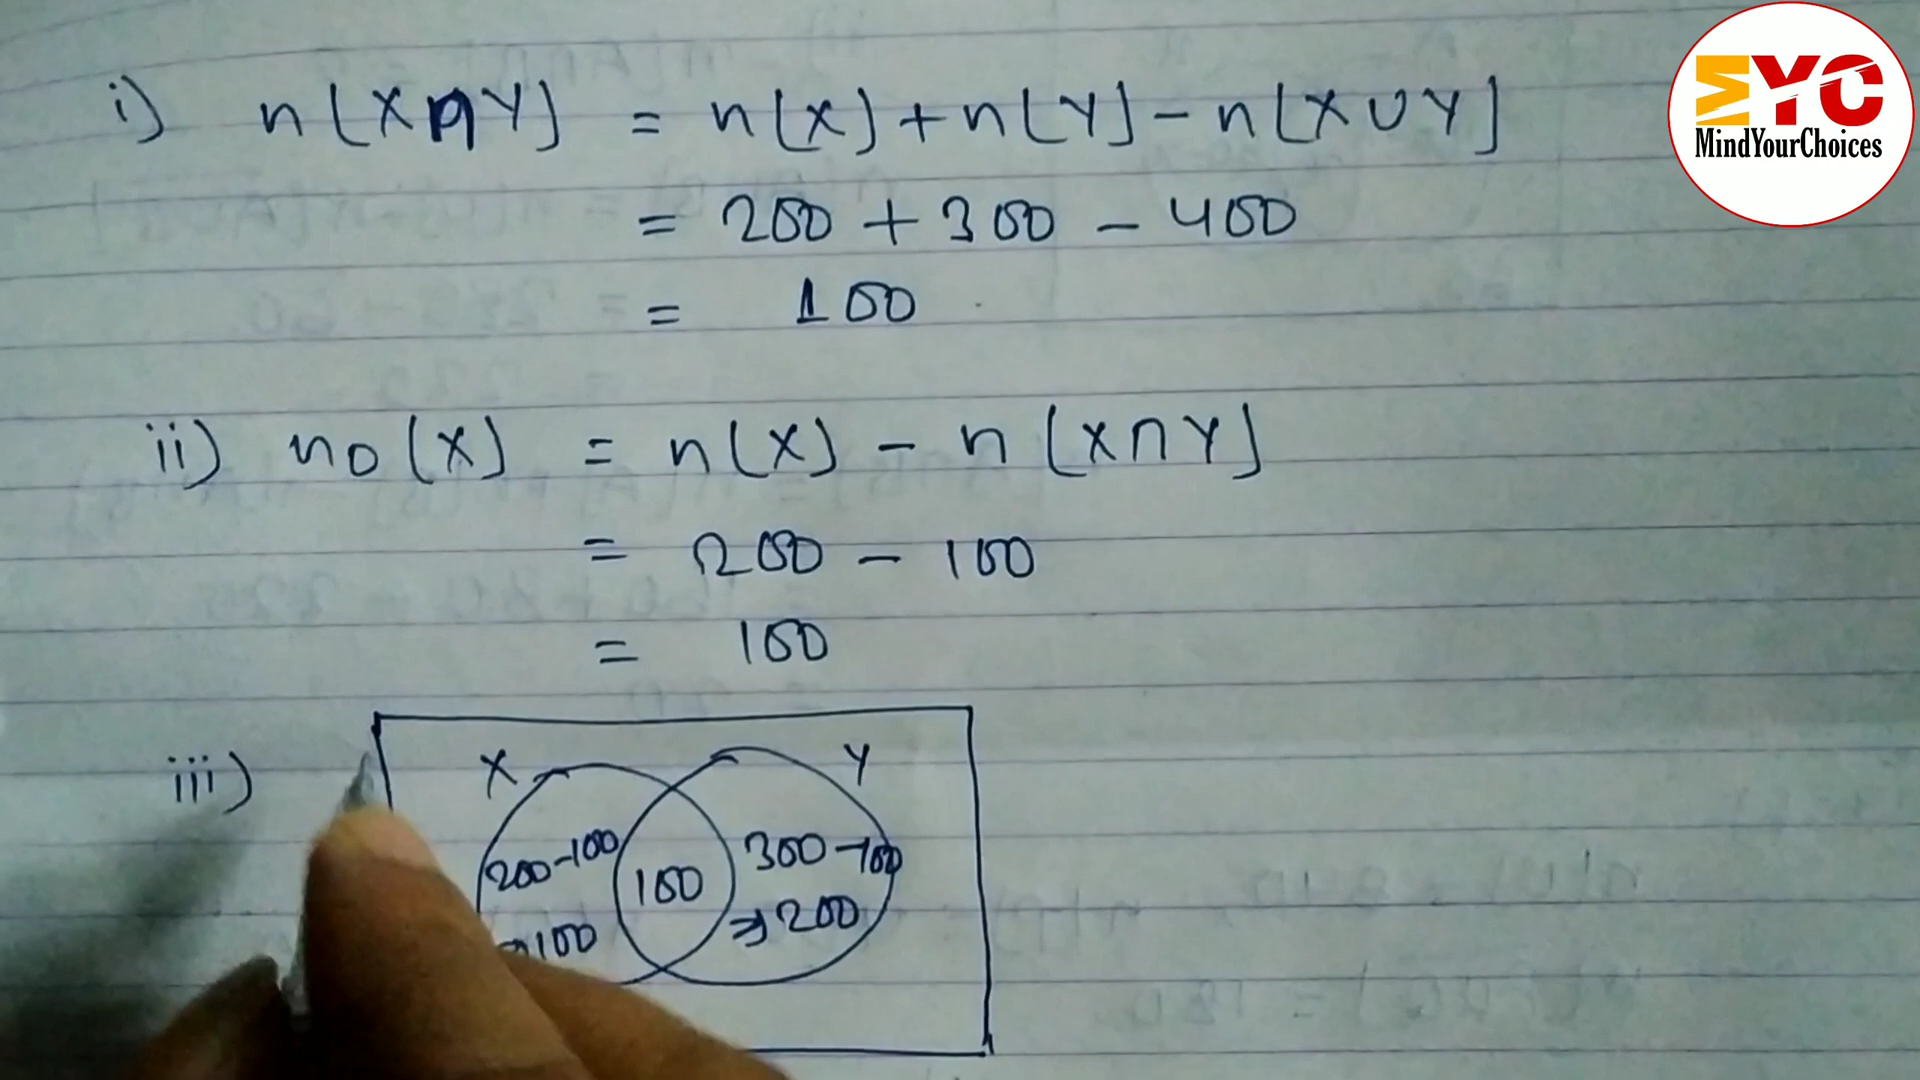 MYC
MindYourChoices
i) n(X∩Y) = n(X) + n(Y) - n(X∪Y)
= 200 + 300 - 400
= 100
ii) no(X) = n(X) - n(X∩Y)
= 200 - 100
= 100
iii)
X Y
200-100 100 300-100
100 ⇒ 200